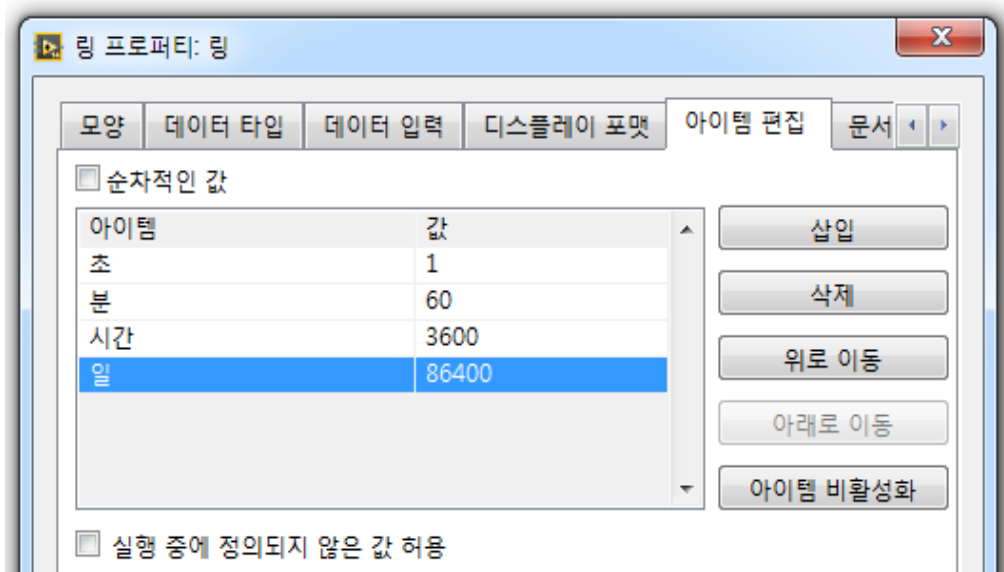 링 프로퍼티: 링
모양 데이터 타입 데이터 입력 디스플레이 포맷 아이템 편집 문서
순차적인 값
아이템 값
삽입
초 1
분 60
삭제
시간 3600
위로 이동
일 86400
아래로 이동
아이템 비활성화
실행 중에 정의되지 않은 값 허용